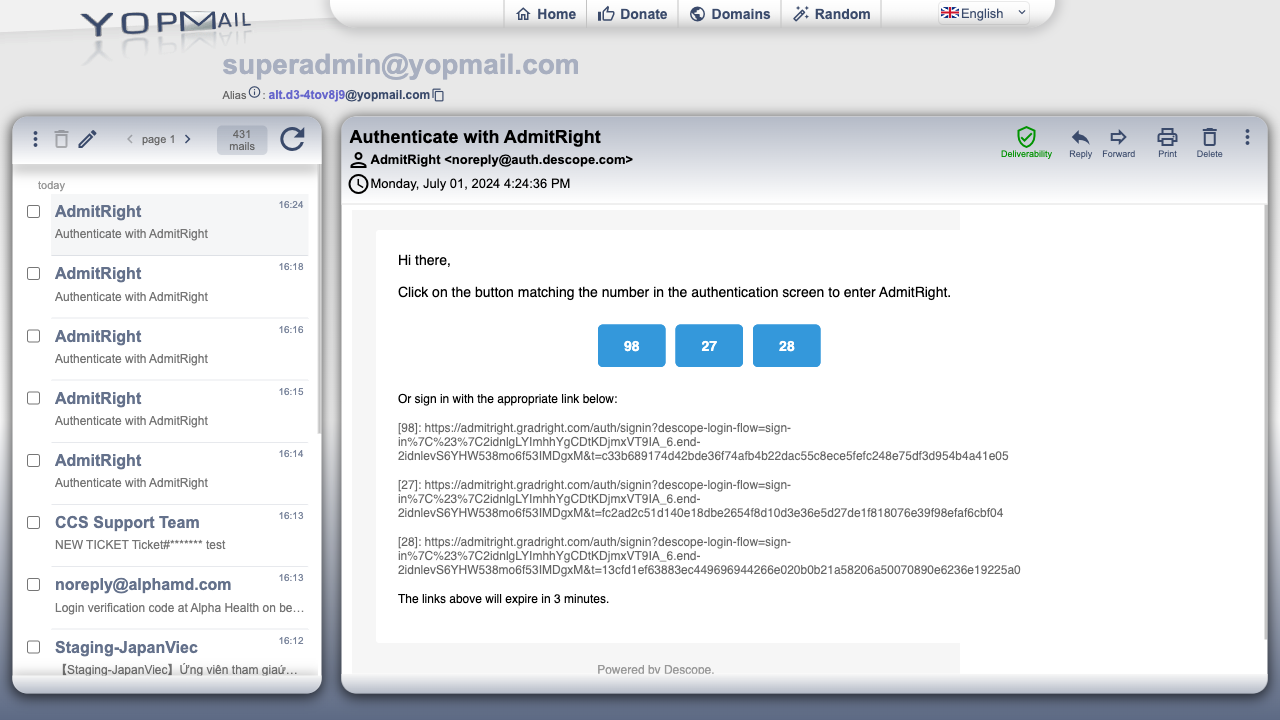 YOPMAIL
Home
Donate
Domains
Random
English
superadmin@yopmail.com
Alias : alt.d3-4tov8j9@yopmail.com
page 1
431
mails
today
AdmitRight 16:24
Authenticate with AdmitRight
AdmitRight 16:18
Authenticate with AdmitRight
AdmitRight 16:16
Authenticate with AdmitRight
AdmitRight 16:15
Authenticate with AdmitRight
AdmitRight 16:14
Authenticate with AdmitRight
CCS Support Team 16:13
NEW TICKET Ticket#******* test
noreply@alphamd.com 16:13
Login verification code at Alpha Health on be…
Staging-JapanViec 16:12
【Staging-JapanViec】Ứng viên tham giaứ…
Authenticate with AdmitRight
AdmitRight <noreply@auth.descope.com>
Monday, July 01, 2024 4:24:36 PM
Deliverability
Reply
Forward
Print
Delete
Hi there,
Click on the button matching the number in the authentication screen to enter AdmitRight.
98 27 28
Or sign in with the appropriate link below:
[98]: https://admitright.gradright.com/auth/signin?descope-login-flow=sign-
in%7C%23%7C2idnlgLYImhhYgCDtKDjmxVT9IA_6.end-
2idnlevS6YHW538mo6f53IMDgxM&t=c33b689174d42bde36f74afb4b22dac55c8ece5fefc248e75df3d954b4a41e05
[27]: https://admitright.gradright.com/auth/signin?descope-login-flow=sign-
in%7C%23%7C2idnlgLYImhhYgCDtKDjmxVT9IA_6.end-
2idnlevS6YHW538mo6f53IMDgxM&t=fc2ad2c51d140e18dbe2654f8d10d3e36e5d27de1f818076e39f98efaf6cbf04
[28]: https://admitright.gradright.com/auth/signin?descope-login-flow=sign-
in%7C%23%7C2idnlgLYImhhYgCDtKDjmxVT9IA_6.end-
2idnlevS6YHW538mo6f53IMDgxM&t=13cfd1ef63883ec449696944266e020b0b21a58206a50070890e6236e19225a0
The links above will expire in 3 minutes.
Powered by Descope.